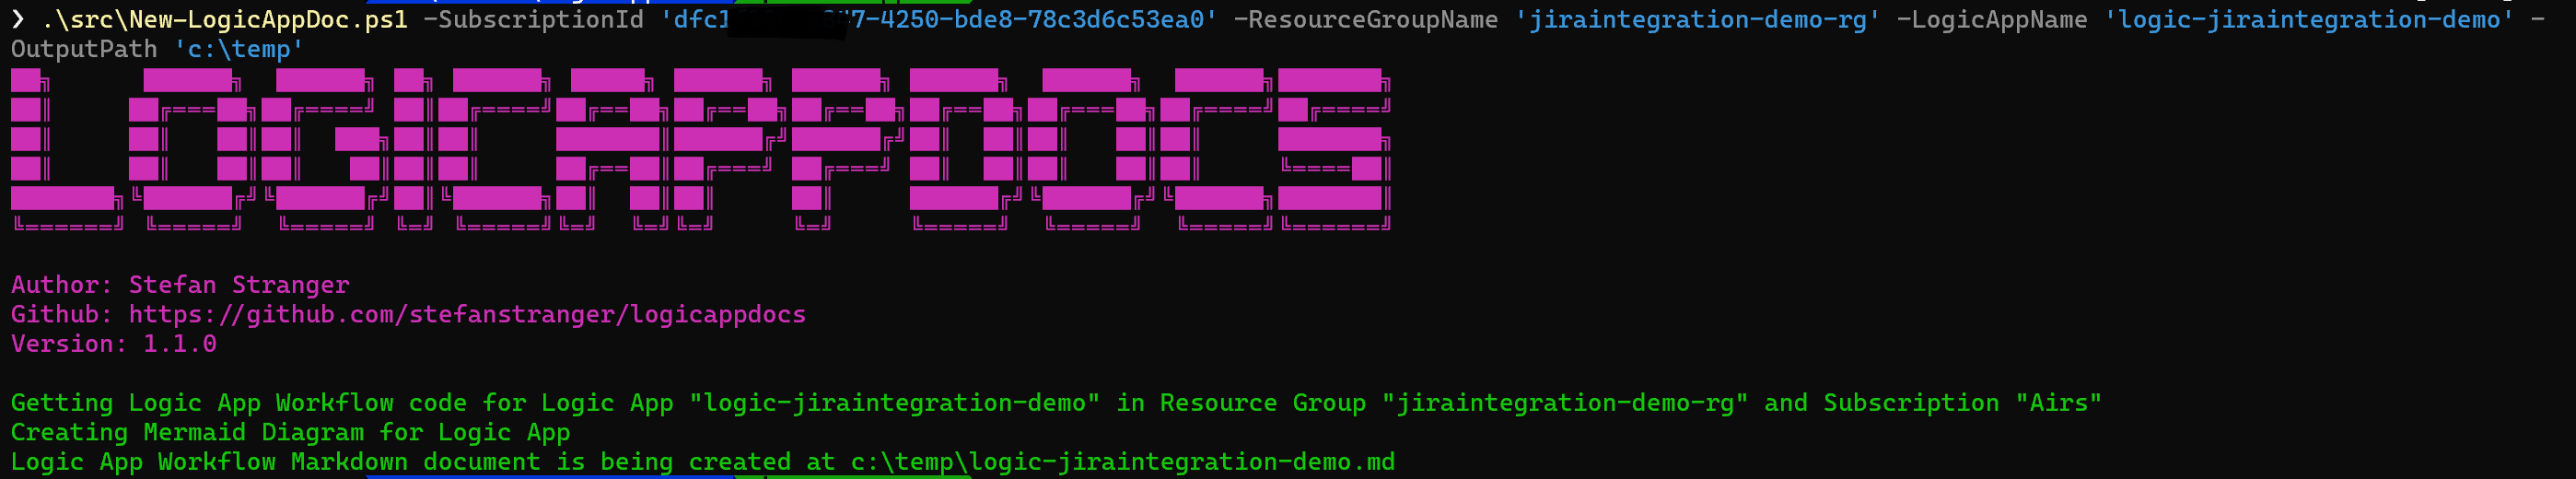 ❯ .\src\New-LogicAppDoc.ps1 -SubscriptionId 'dfc1 7-4250-bde8-78c3d6c53ea0' -ResourceGroupName 'jiraintegration-demo-rg' -LogicAppName 'logic-jiraintegration-demo' -
OutputPath 'c:\temp'
LOGICAPPDOCS
Author: Stefan Stranger
Github: https://github.com/stefanstranger/logicappdocs
Version: 1.1.0
Getting Logic App Workflow code for Logic App "logic-jiraintegration-demo" in Resource Group "jiraintegration-demo-rg" and Subscription "Airs"
Creating Mermaid Diagram for Logic App
Logic App Workflow Markdown document is being created at c:\temp\logic-jiraintegration-demo.md